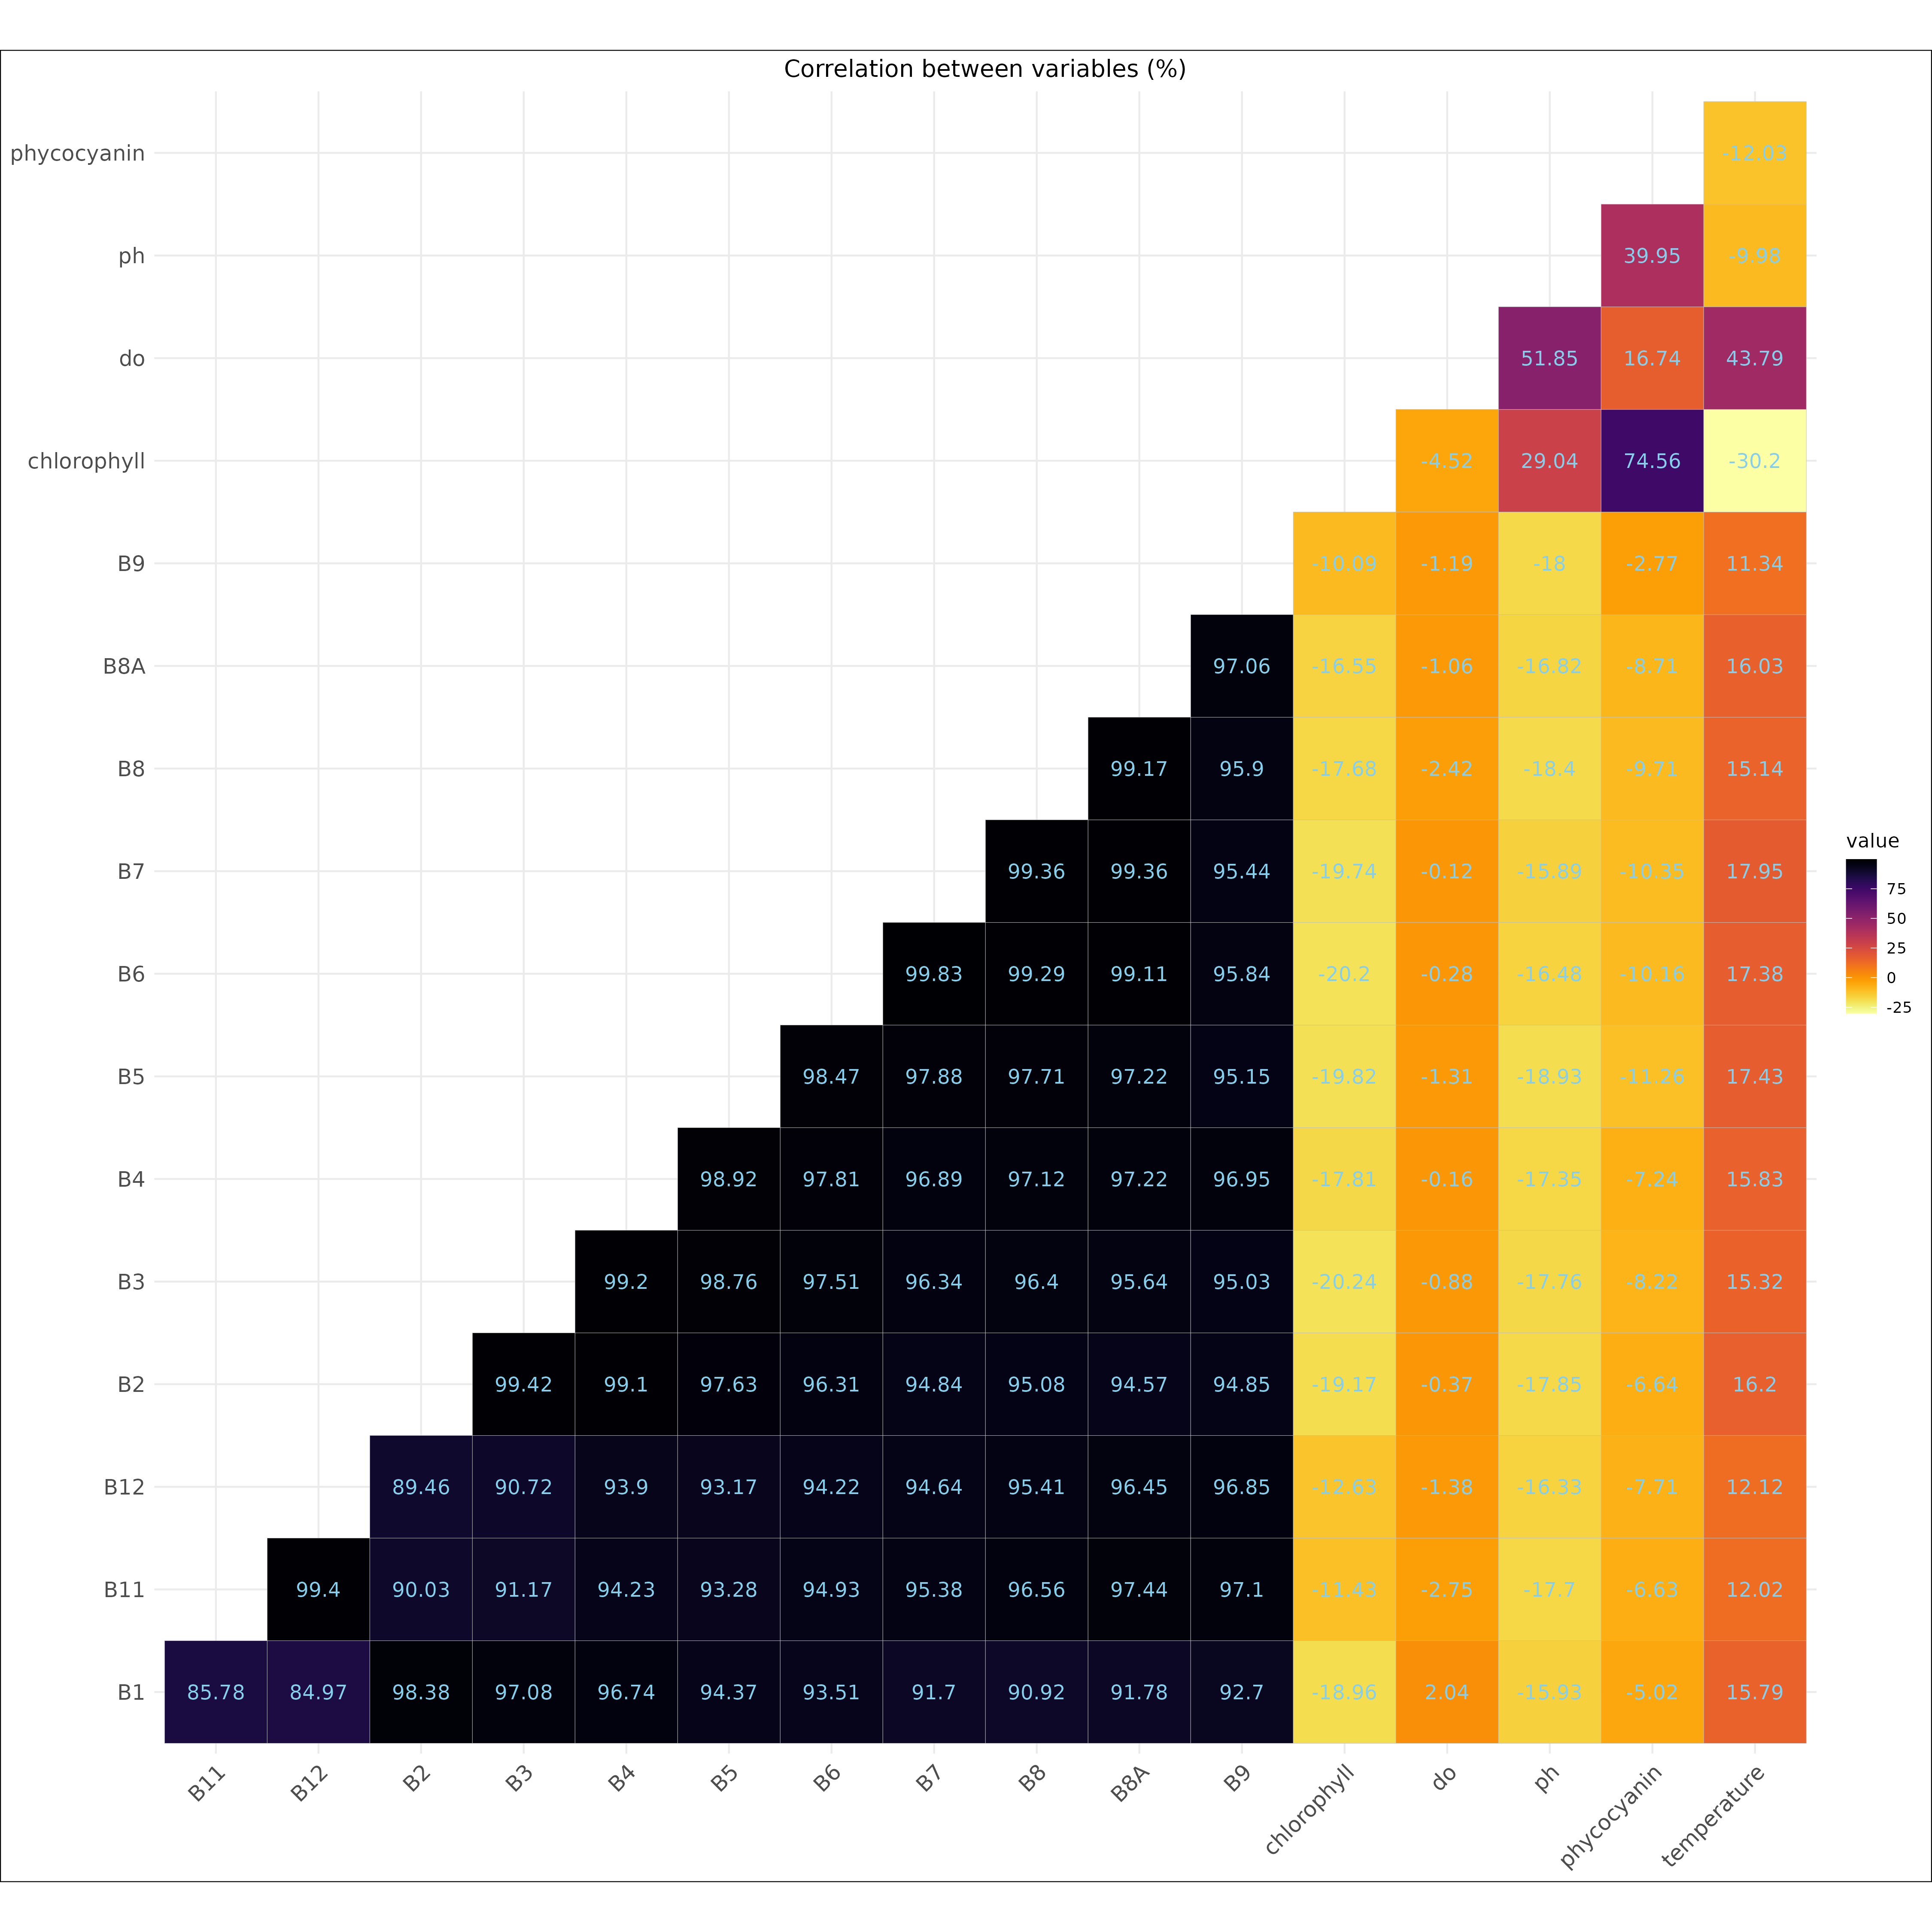 Correlation between variables (%)
phycocyanin -12.03
ph 39.95 -9.98
do 51.85 16.74 43.79
chlorophyll -4.52 29.04 74.56 -30.2
B9 -10.09 -1.19 -18 -2.77 11.34
B8A 97.06 -16.55 -1.06 -16.82 -8.71 16.03
B8 99.17 95.9 -17.68 -2.42 -18.4 -9.71 15.14
B7 99.36 99.36 95.44 -19.74 -0.12 -15.89 -10.35 17.95
B6 99.83 99.29 99.11 95.84 -20.2 -0.28 -16.48 -10.16 17.38
B5 98.47 97.88 97.71 97.22 95.15 -19.82 -1.31 -18.93 -11.26 17.43
B4 98.92 97.81 96.89 97.12 97.22 96.95 -17.81 -0.16 -17.35 -7.24 15.83
B3 99.2 98.76 97.51 96.34 96.4 95.64 95.03 -20.24 -0.88 -17.76 -8.22 15.32
B2 99.42 99.1 97.63 96.31 94.84 95.08 94.57 94.85 -19.17 -0.37 -17.85 -6.64 16.2
B12 89.46 90.72 93.9 93.17 94.22 94.64 95.41 96.45 96.85 -12.63 -1.38 -16.33 -7.71 12.12
B11 99.4 90.03 91.17 94.23 93.28 94.93 95.38 96.56 97.44 97.1 -11.43 -2.75 -17.7 -6.63 12.02
B1 85.78 84.97 98.38 97.08 96.74 94.37 93.51 91.7 90.92 91.78 92.7 -18.96 2.04 -15.93 -5.02 15.79
B11 B12 B2 B3 B4 B5 B6 B7 B8 B8A B9 chlorophyll do ph phycocyanin temperature
value
75
50
25
0
-25